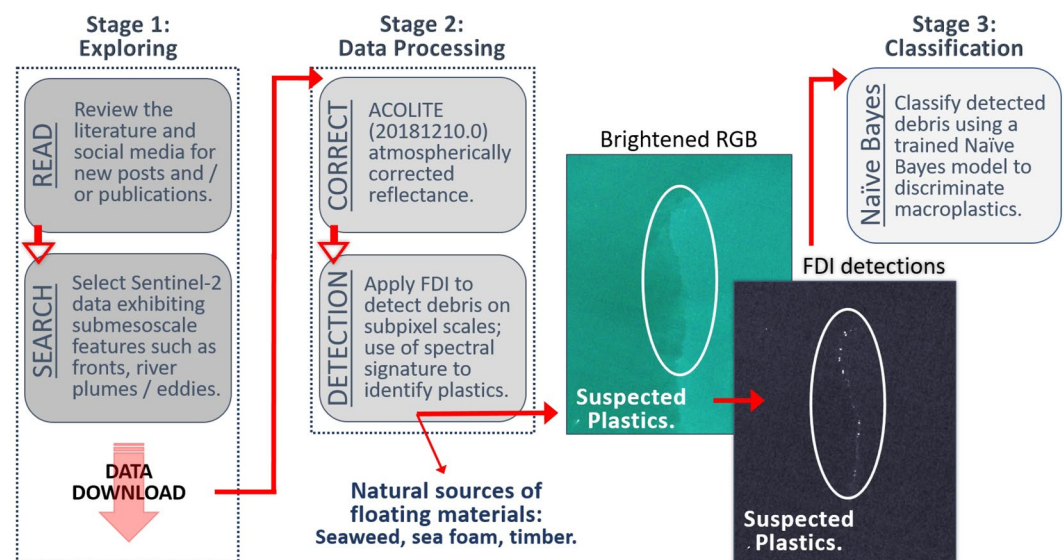 Stage 1:
Exploring
READ
Review the
literature and
social media for
new posts and /
or publications.
SEARCH
Select Sentinel-2
data exhibiting
submesoscale
features such as
fronts, river
plumes / eddies.
DATA
DOWNLOAD
Stage 2:
Data Processing
CORRECT
ACOLITE
(20181210.0)
atmospherically
corrected
reflectance.
DETECTION
Apply FDI to
detect debris on
subpixel scales;
use of spectral
signature to
identify plastics.
Natural sources of
floating materials:
Seaweed, sea foam, timber.
Brightened RGB
Suspected
Plastics.
FDI detections
Suspected
Plastics.
Stage 3:
Classification
Naïve Bayes
Classify detected
debris using a
trained Naïve
Bayes model to
discriminate
macroplastics.